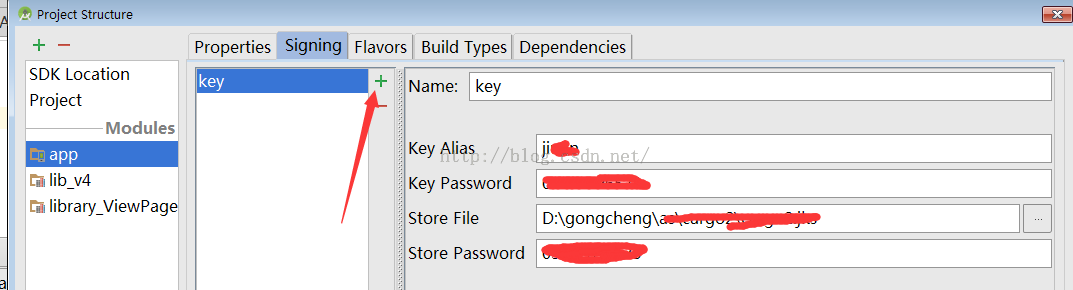 Project Structure
Properties Signing Flavors Build Types Dependencies
SDK Location
Project
Modules
app
lib_v4
library_ViewPage
key
Name: key
Key Alias
http://blog.csdn.net/
Key Password
Store File D:\gongcheng\as\ ...
Store Password